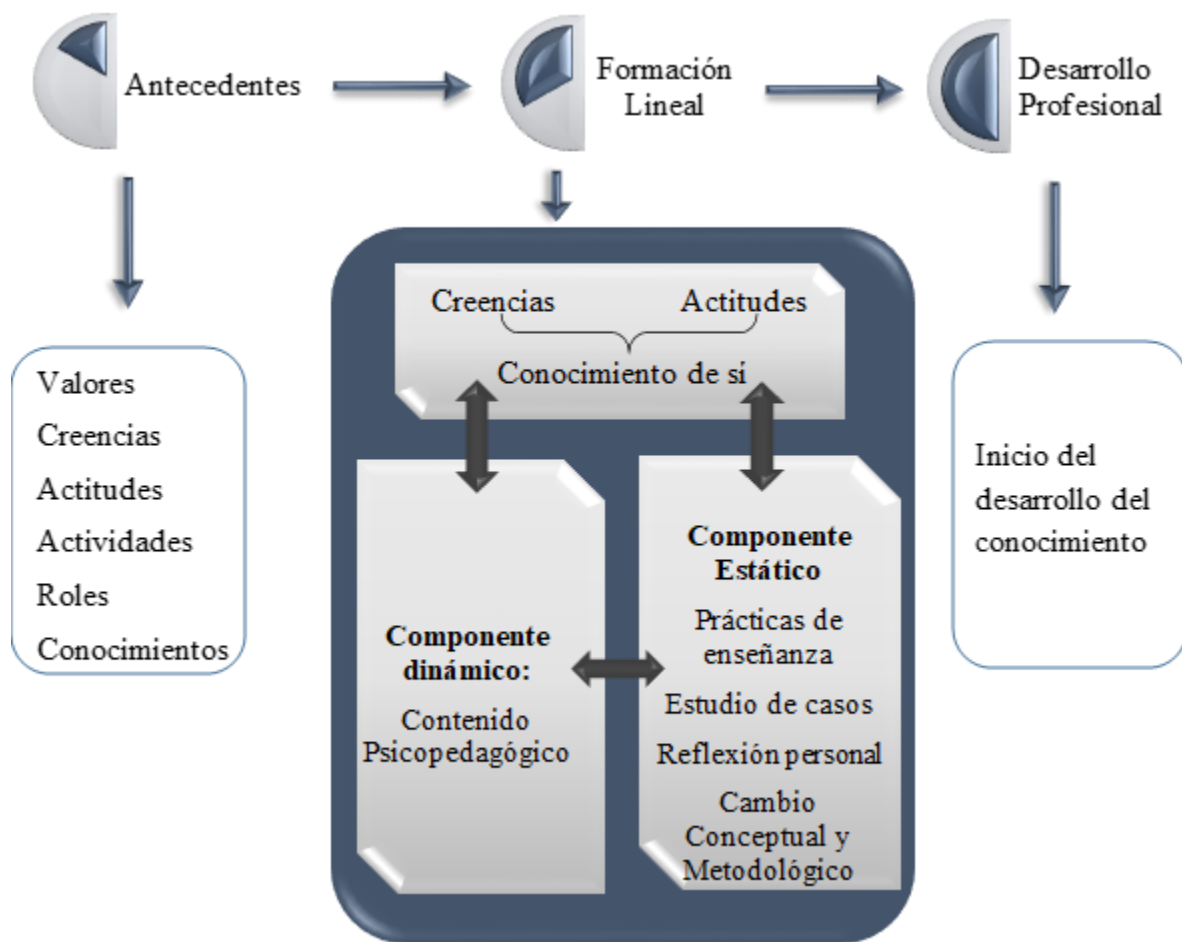 Antecedentes
Formación
Lineal
Desarrollo
Profesional
Valores
Creencias
Actitudes
Actividades
Roles
Conocimientos
Creencias
Actitudes
Conocimiento de sí
Componente
dinámico:
Contenido
Psicopedagógico
Componente
Estático
Prácticas de
enseñanza
Estudio de casos
Reflexión personal
Cambio
Conceptual y
Metodológico
Inicio del
desarrollo del
conocimiento